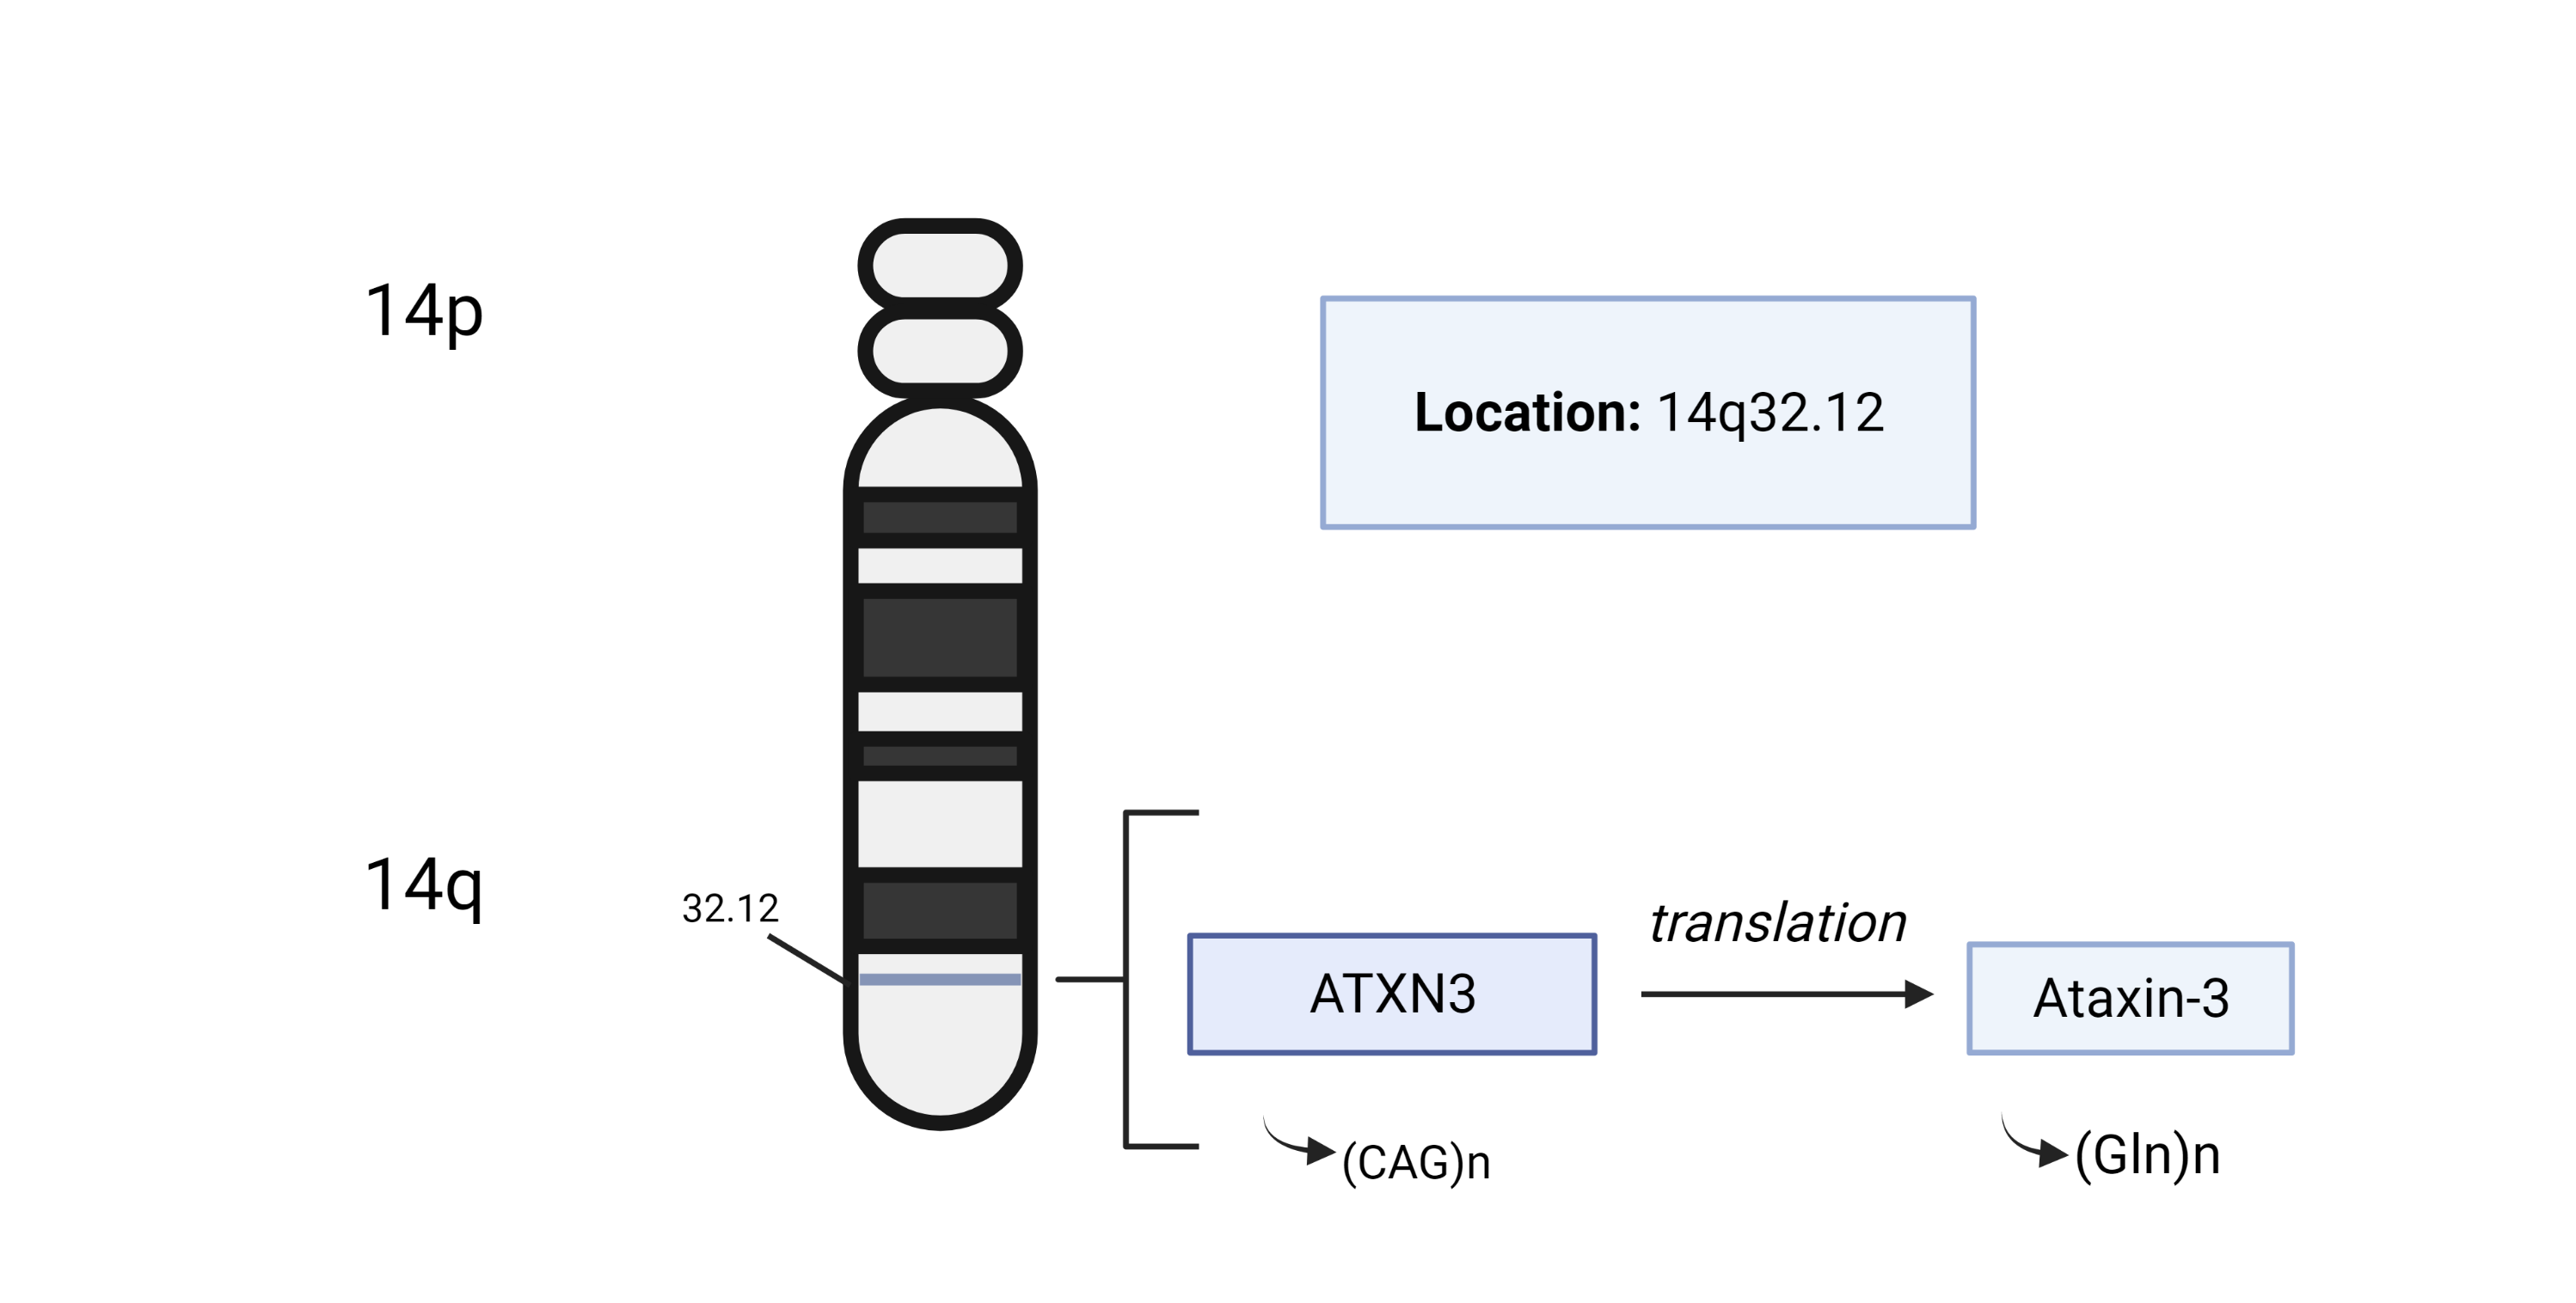 14p
Location: 14q32.12
14q
32.12
ATXN3
translation
Ataxin-3
(CAG)n
(Gln)n